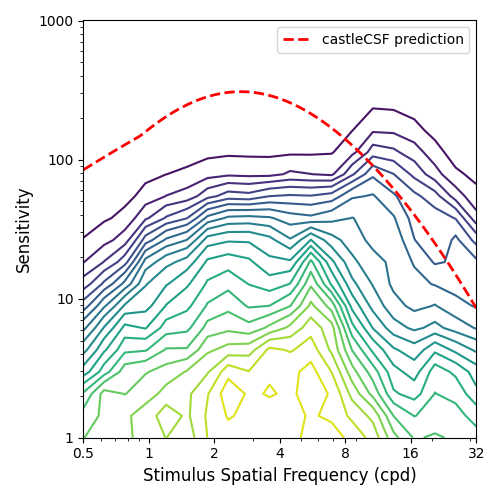 1000
castleCSF prediction
100
Sensitivity
10
1
0.5 1 2 4 8 16 32
Stimulus Spatial Frequency (cpd)